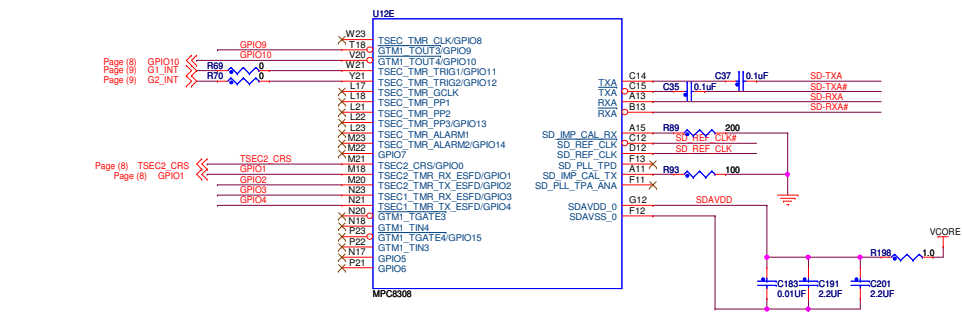 U12E
W23 TSEC_TMR_CLK/GPIO8
GPIO9 T18 GTM1_TOUT3/GPIO9
Page (8) GPIO10 GPIO10 V20 GTM1_TOUT4/GPIO10
Page (9) G1_INT R69 0 W21 TSEC_TMR_TRIG1/GPIO11
Page (9) G2_INT R70 0 Y21 TSEC_TMR_TRIG2/GPIO12
L17 TSEC_TMR_GCLK
L18 TSEC_TMR_PP1
L21 TSEC_TMR_PP2
L22 TSEC_TMR_PP3/GPIO13
L23 TSEC_TMR_ALARM1
M23 TSEC_TMR_ALARM2/GPIO14
M22 GPIO7
Page (8) TSEC2_CRS TSEC2_CRS M21 TSEC2_CRS/GPIO0
Page (8) GPIO1 GPIO1 M18 TSEC2_TMR_RX_ESFD/GPIO1
GPIO2 M20 TSEC2_TMR_TX_ESFD/GPIO2
GPIO3 N23 TSEC1_TMR_RX_ESFD/GPIO3
GPIO4 N21 TSEC1_TMR_TX_ESFD/GPIO4
N20 GTM1_TGATE3
N18 GTM1_TIN4
P23 GTM1_TGATE4/GPIO15
P22 GTM1_TIN3
N17 GPIO5
P21 GPIO6
TXA C14 C37 0.1uF SD-TXA
TXA C15 C35 0.1uF SD-TXA#
RXA A13 SD-RXA
RXA B13 SD-RXA#
SD_IMP_CAL_RX A15 R89 200
SD_REF_CLK C12 SD_REF_CLK#
SD_REF_CLK D12 SD_REF_CLK
SD_PLL_TPD F13
SD_IMP_CAL_TX A11 R93 100
SD_PLL_TPA_ANA F11
SDAVDD_0 G12 SDAVDD
SDAVSS_0 F12
VCORE
R198 1.0
C183 C191 C201
0.01UF 2.2UF 2.2UF
MPC8308